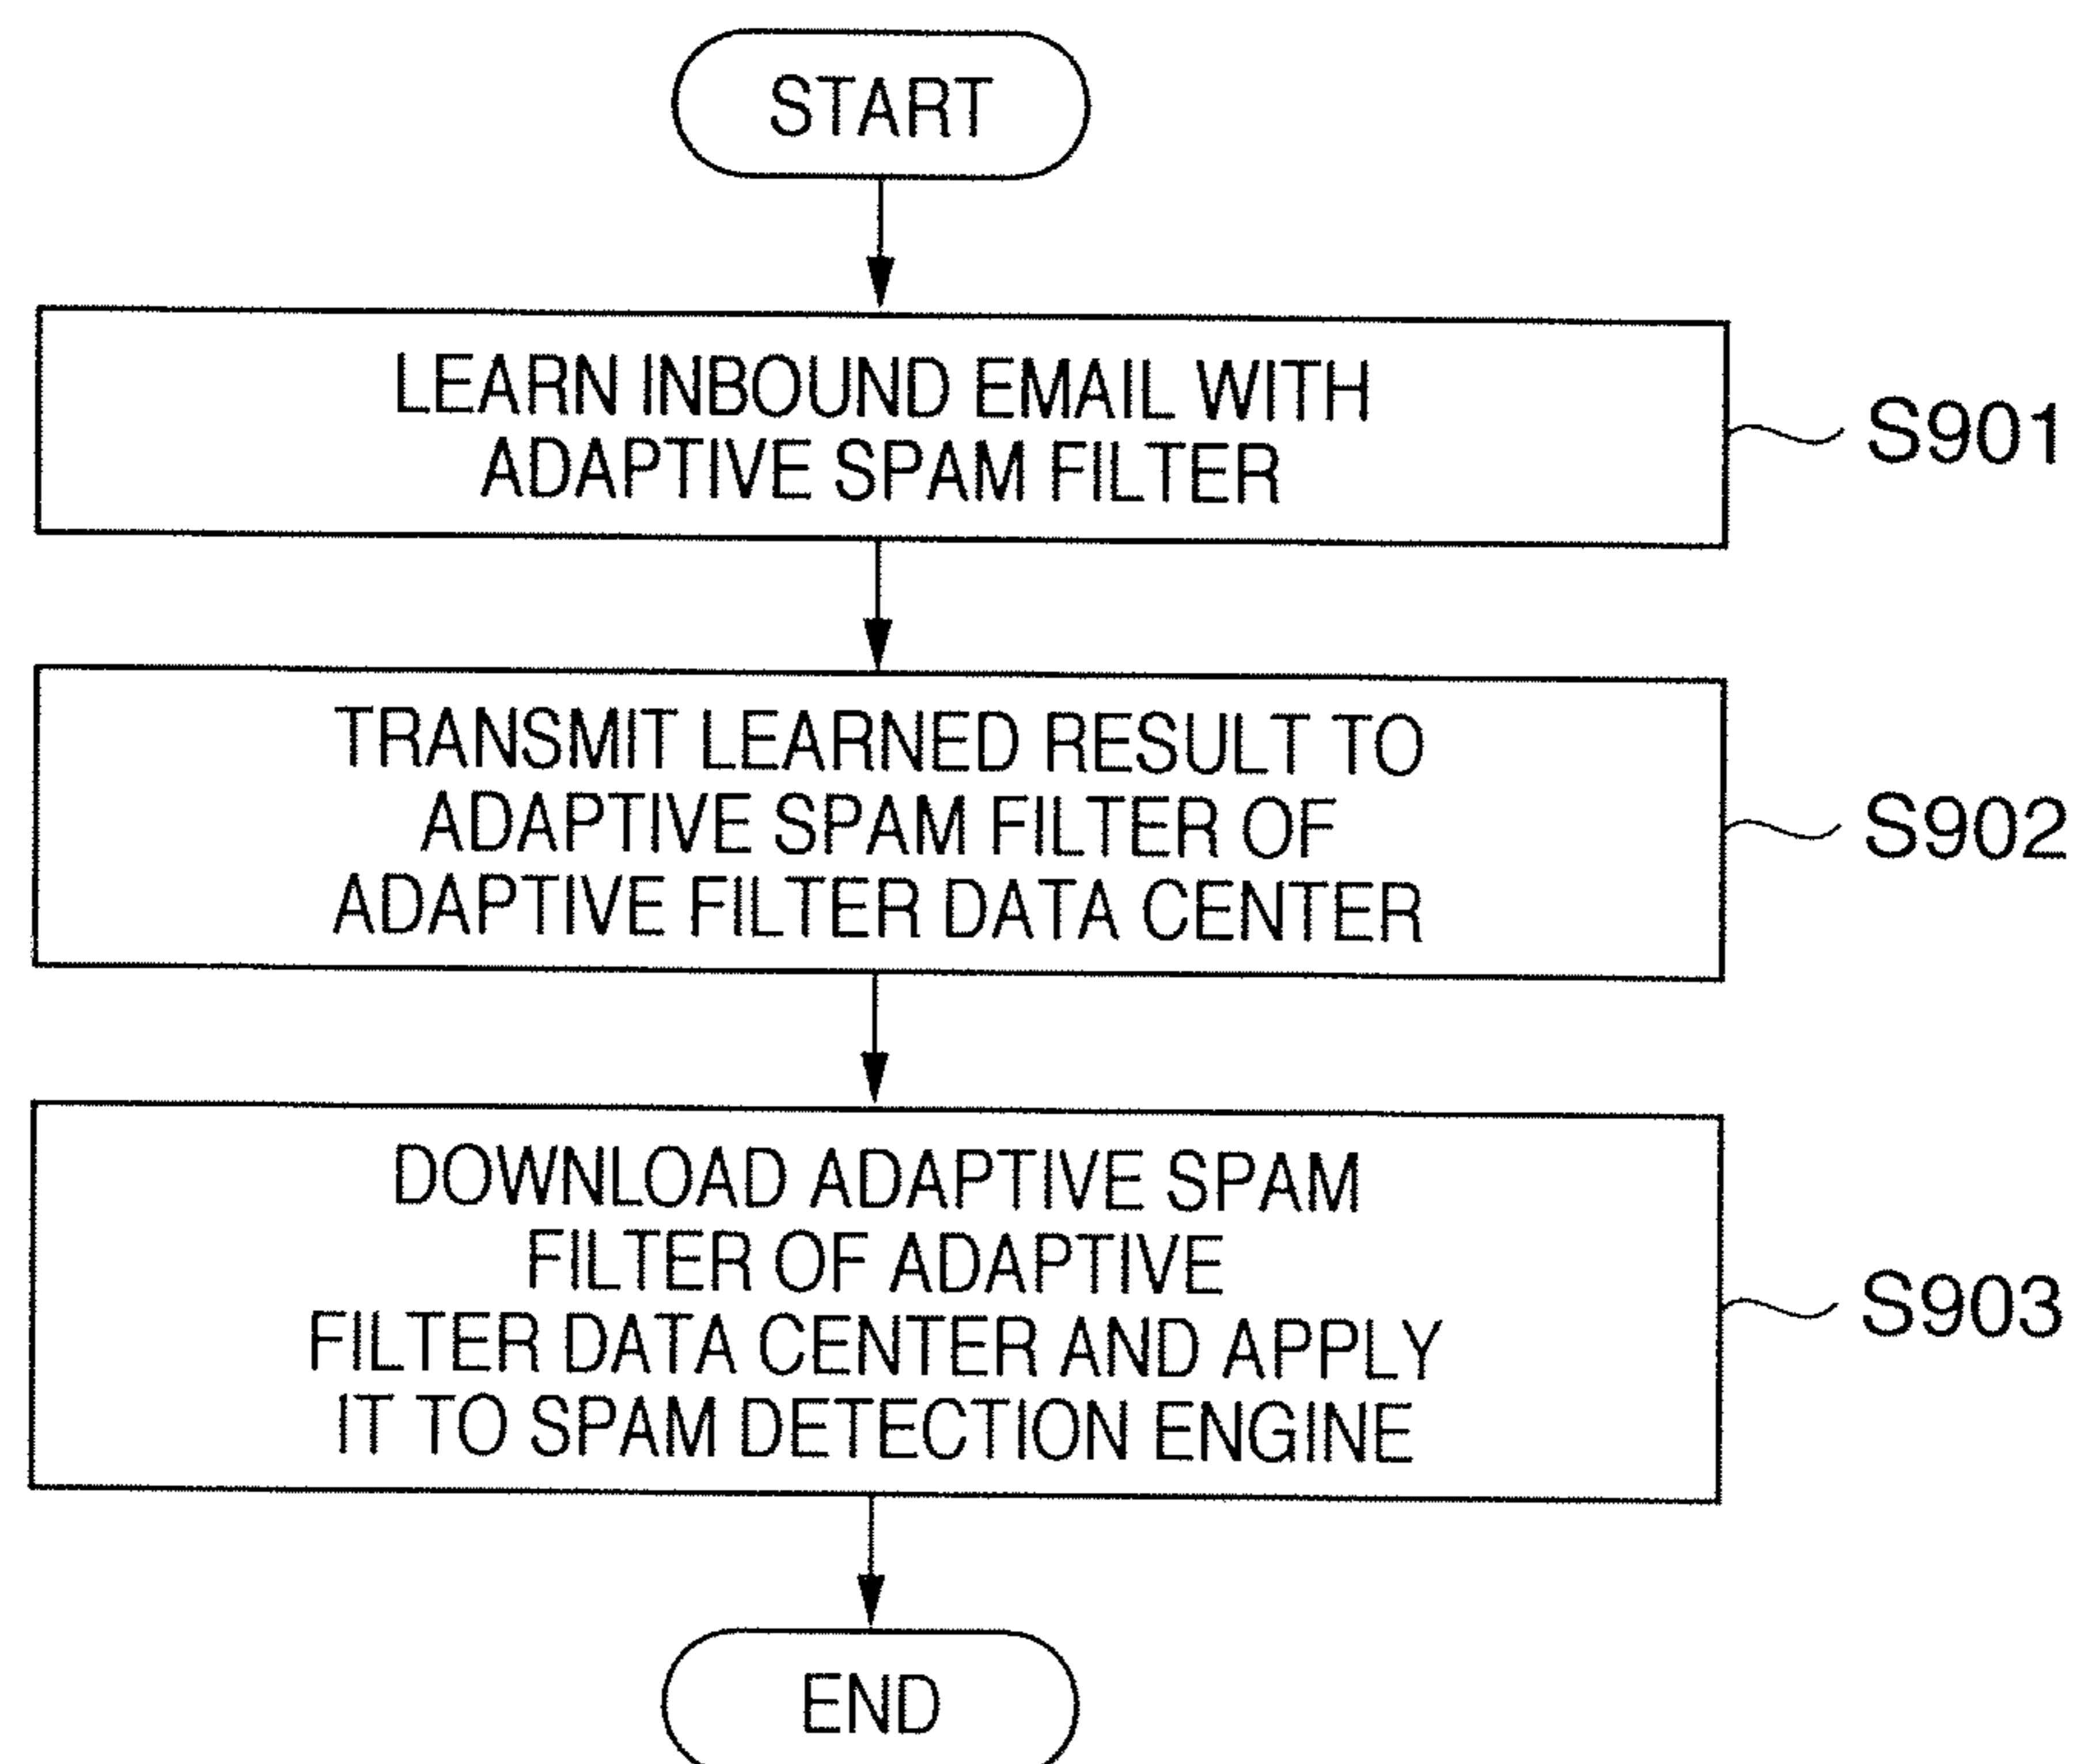 START
LEARN INBOUND EMAIL WITH
ADAPTIVE SPAM FILTER
S901
TRANSMIT LEARNED RESULT TO
ADAPTIVE SPAM FILTER OF
ADAPTIVE FILTER DATA CENTER
S902
DOWNLOAD ADAPTIVE SPAM
FILTER OF ADAPTIVE
FILTER DATA CENTER AND APPLY
IT TO SPAM DETECTION ENGINE
S903
END